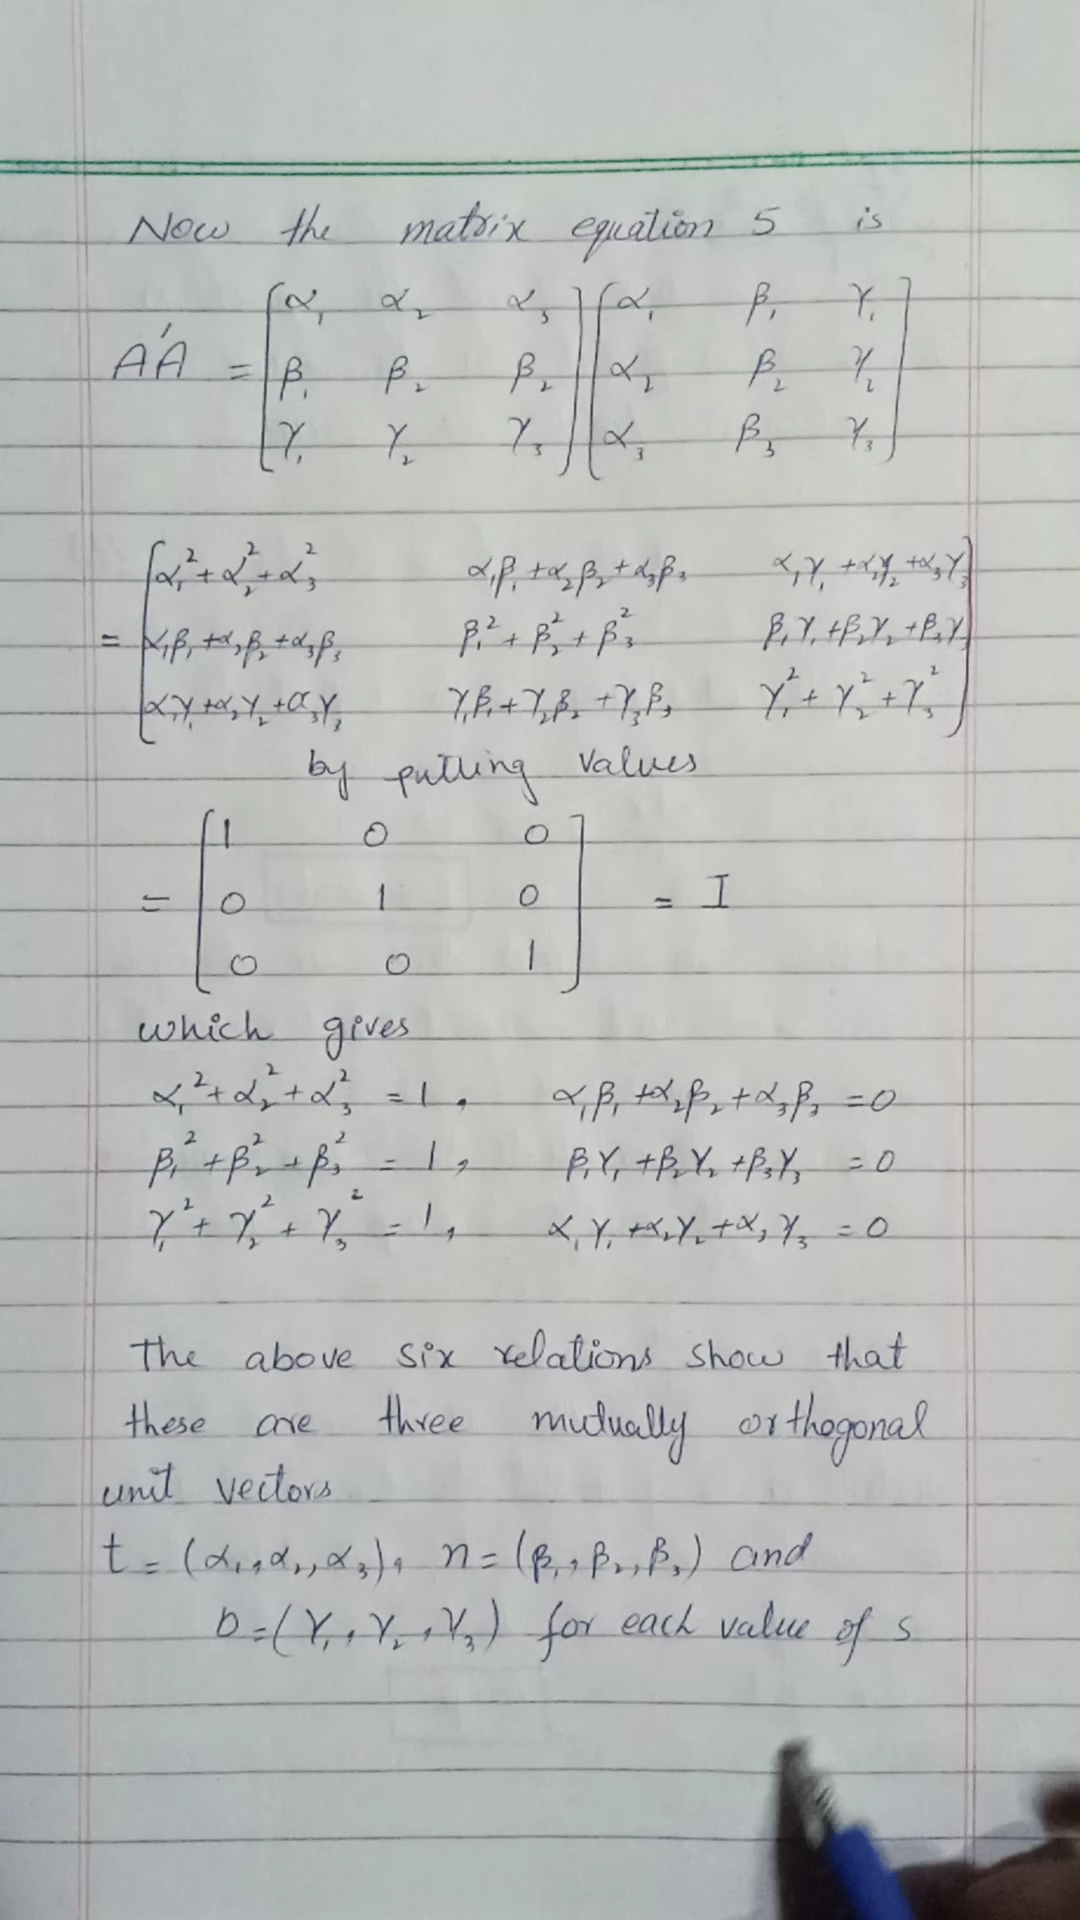 Now the matrix equation 5 is
A'A = [α₁ α₂ α₃] [α₁ β₁ γ₁]
[β₁ β₂ β₂] [α₂ β₂ γ₂]
[γ₁ γ₂ γ₃] [α₃ β₃ γ₃]
= [α₁²+α₂²+α₃² α₁β₁+α₂β₂+α₃β₃ α₁γ₁+α₂γ₂+α₃γ₃]
[α₁β₁+α₂β₂+α₃β₃ β₁²+β₂²+β₃² β₁γ₁+β₂γ₂+β₃γ₃]
[α₁γ₁+α₂γ₂+α₃γ₃ γ₁β₁+γ₂β₂+γ₃β₃ γ₁²+γ₂²+γ₃²]
by putting values
= [1 0 0]
[0 1 0] = I
[0 0 1]
which gives
α₁²+α₂²+α₃² = 1, α₁β₁+α₂β₂+α₃β₃ = 0
β₁²+β₂²+β₃² = 1, β₁γ₁+β₂γ₂+β₃γ₃ = 0
γ₁²+γ₂²+γ₃² = 1, α₁γ₁+α₂γ₂+α₃γ₃ = 0
The above six relations show that
these are three mutually orthogonal
unit vectors
t = (α₁, α₂, α₃), n = (β₁, β₂, β₃) and
b = (γ₁, γ₂, γ₃) for each value of s